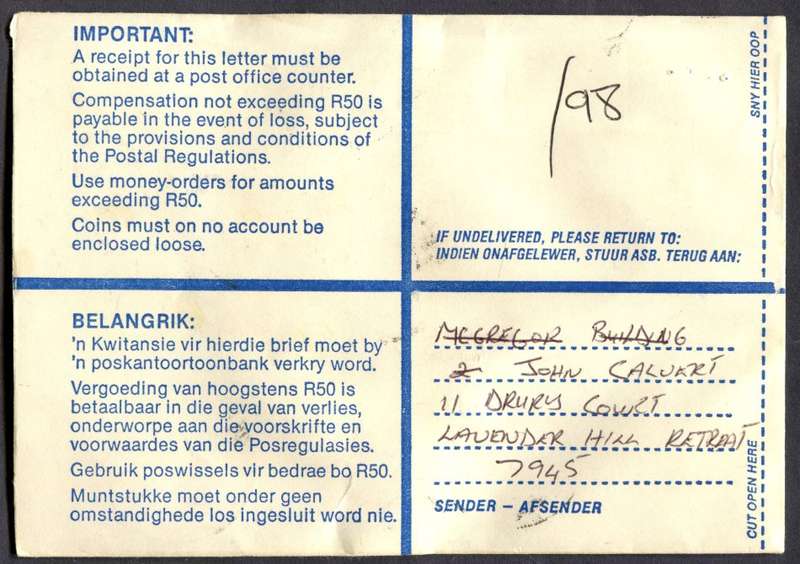 IMPORTANT:
A receipt for this letter must be
obtained at a post office counter.
Compensation not exceeding R50 is
payable in the event of loss, subject
to the provisions and conditions of
the Postal Regulations.
Use money-orders for amounts
exceeding R50.
Coins must on no account be
enclosed loose.
/98
SNY HIER OOP
IF UNDELIVERED, PLEASE RETURN TO:
INDIEN ONAFGELEWER, STUUR ASB. TERUG AAN:
BELANGRIK:
'n Kwitansie vir hierdie brief moet by
'n poskantoortoonbank verkry word.
Vergoeding van hoogstens R50 is
betaalbaar in die geval van verlies,
onderworpe aan die voorskrifte en
voorwaardes van die Posregulasies.
Gebruik poswissels vir bedrae bo R50.
Muntstukke moet onder geen
omstandighede los ingesluit word nie.
MCGREGOR BUILDING
2 JOHN CALVERT
11 DRURY COURT
LAVENDER HILL RETREAT
7945
SENDER – AFSENDER
CUT OPEN HERE